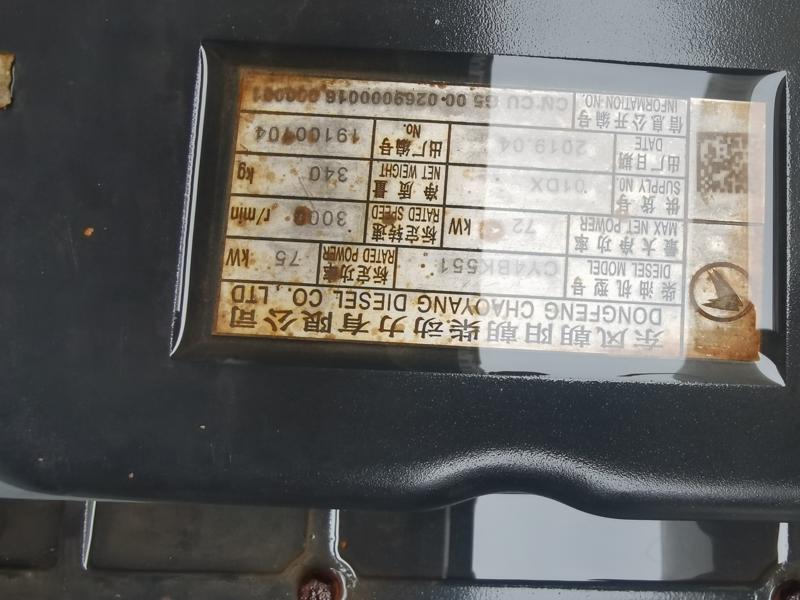 东风朝阳朝柴动力有限公司
DONGFENG CHAOYANG DIESEL CO., LTD
柴油机型号 DIESEL MODEL CY4BK551 标定功率 RATED POWER 75 kW
最大净功率 MAX NET POWER 72 kW 标定转速 RATED SPEED 3000 r/min
供货号 SUPPLY NO. 01DX 净质量 NET WEIGHT 340 kg
出厂日期 DATE 2019.04 出厂编号 No. 19100704
信息公开编号 INFORMATION NO. CN CU G5 00 0269000018